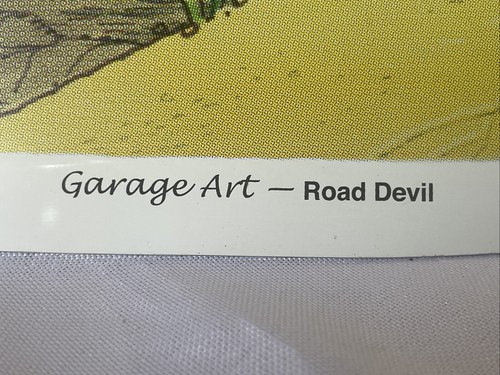 Garage Art — Road Devil